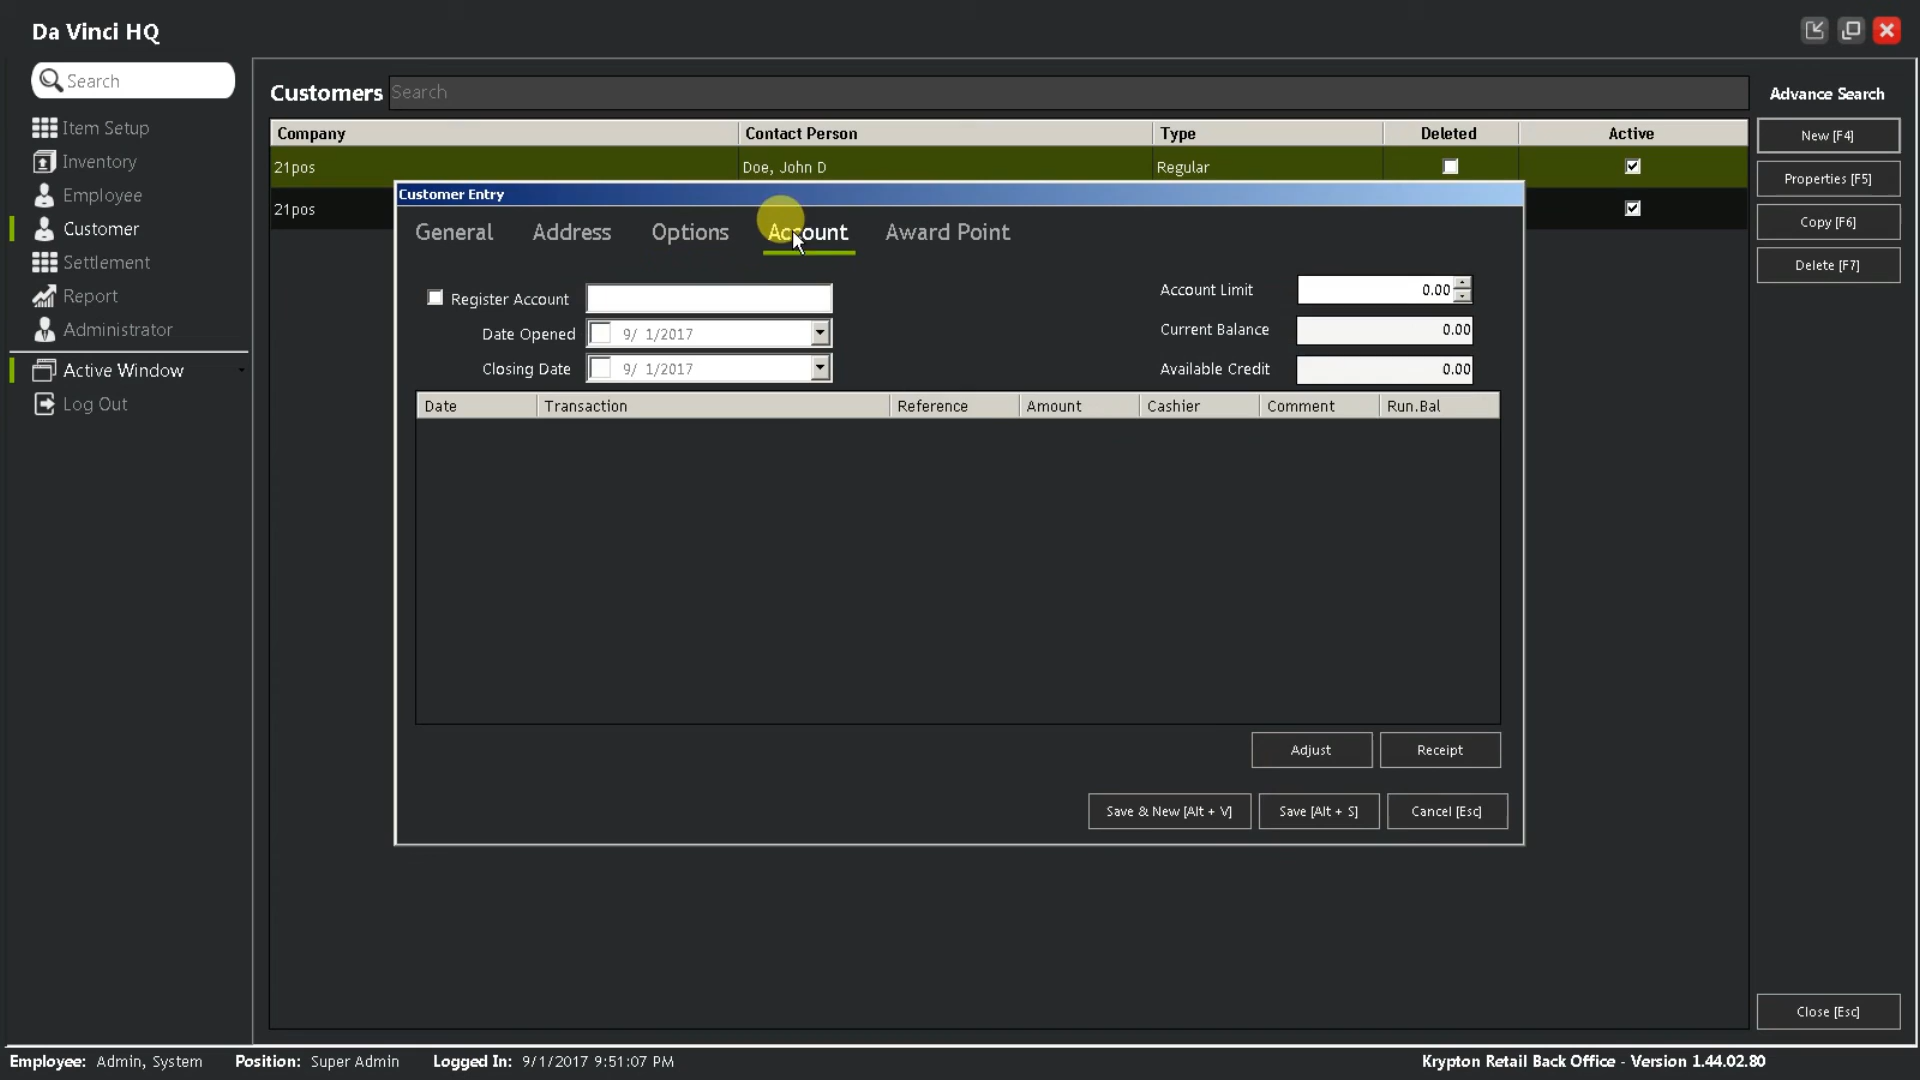 Da Vinci HQ
Search
Item Setup
Inventory
Employee
Customer
Settlement
Report
Administrator
Active Window
Log Out
Customers Search
Company Contact Person Type Deleted Active
21pos Doe, John D Regular
21pos
Customer Entry
General Address Options Account Award Point
Register Account
Date Opened 9/ 1/2017
Closing Date 9/ 1/2017
Account Limit 0.00
Current Balance 0.00
Available Credit 0.00
Date Transaction Reference Amount Cashier Comment Run.Bal
Adjust Receipt
Save & New [Alt + V] Save [Alt + S] Cancel [Esc]
Advance Search
New [F4]
Properties [F5]
Copy [F6]
Delete [F7]
Close [Esc]
Employee: Admin, System Position: Super Admin Logged In: 9/1/2017 9:51:07 PM Krypton Retail Back Office - Version 1.44.02.80